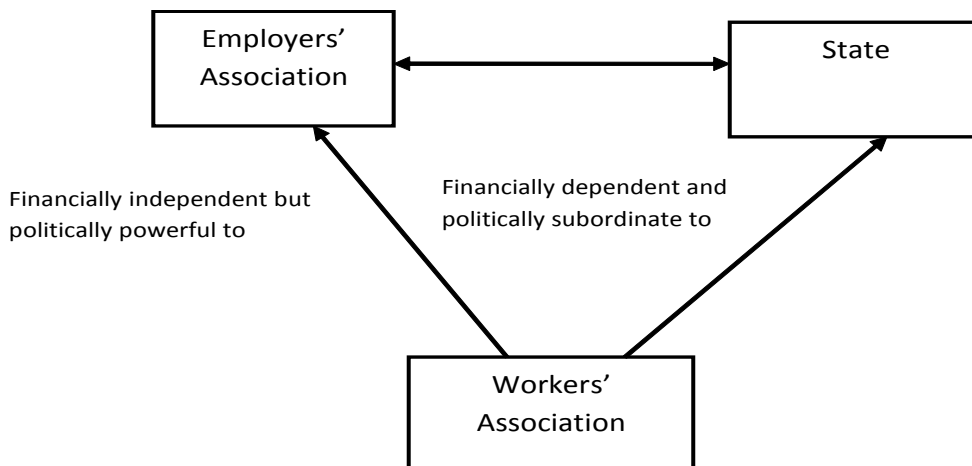 Employers’
Association
State
Financially independent but
politically powerful to
Financially dependent and
politically subordinate to
Workers’
Association